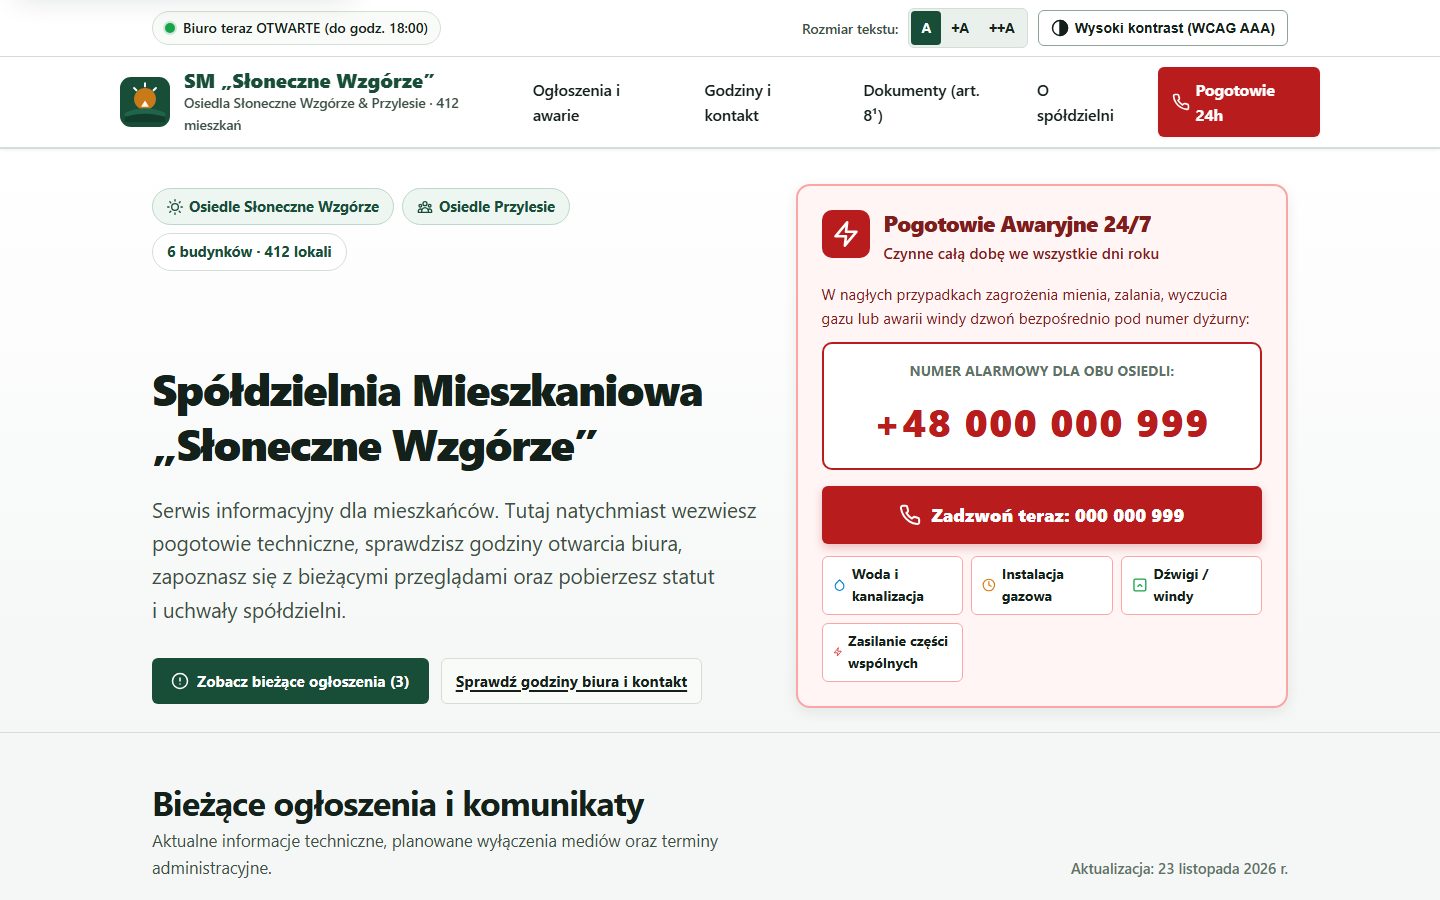 Biuro teraz OTWARTE (do godz. 18:00)
Rozmiar tekstu: A +A ++A Wysoki kontrast (WCAG AAA)
SM „Słoneczne Wzgórze”
Osiedla Słoneczne Wzgórze & Przylesie · 412
mieszkań
Ogłoszenia i
awarie
Godziny i
kontakt
Dokumenty (art.
8¹)
O
spółdzielni
Pogotowie
24h
Osiedle Słoneczne Wzgórze
Osiedle Przylesie
6 budynków · 412 lokali
Spółdzielnia Mieszkaniowa
„Słoneczne Wzgórze”
Serwis informacyjny dla mieszkańców. Tutaj natychmiast wezwiesz
pogotowie techniczne, sprawdzisz godziny otwarcia biura,
zapoznasz się z bieżącymi przeglądami oraz pobierzesz statut
i uchwały spółdzielni.
Zobacz bieżące ogłoszenia (3)
Sprawdź godziny biura i kontakt
Pogotowie Awaryjne 24/7
Czynne całą dobę we wszystkie dni roku
W nagłych przypadkach zagrożenia mienia, zalania, wyczucia
gazu lub awarii windy dzwoń bezpośrednio pod numer dyżurny:
NUMER ALARMOWY DLA OBU OSIEDLI:
+48 000 000 999
Zadzwoń teraz: 000 000 999
Woda i
kanalizacja
Instalacja
gazowa
Dźwigi /
windy
Zasilanie części
wspólnych
Bieżące ogłoszenia i komunikaty
Aktualne informacje techniczne, planowane wyłączenia mediów oraz terminy
administracyjne.
Aktualizacja: 23 listopada 2026 r.